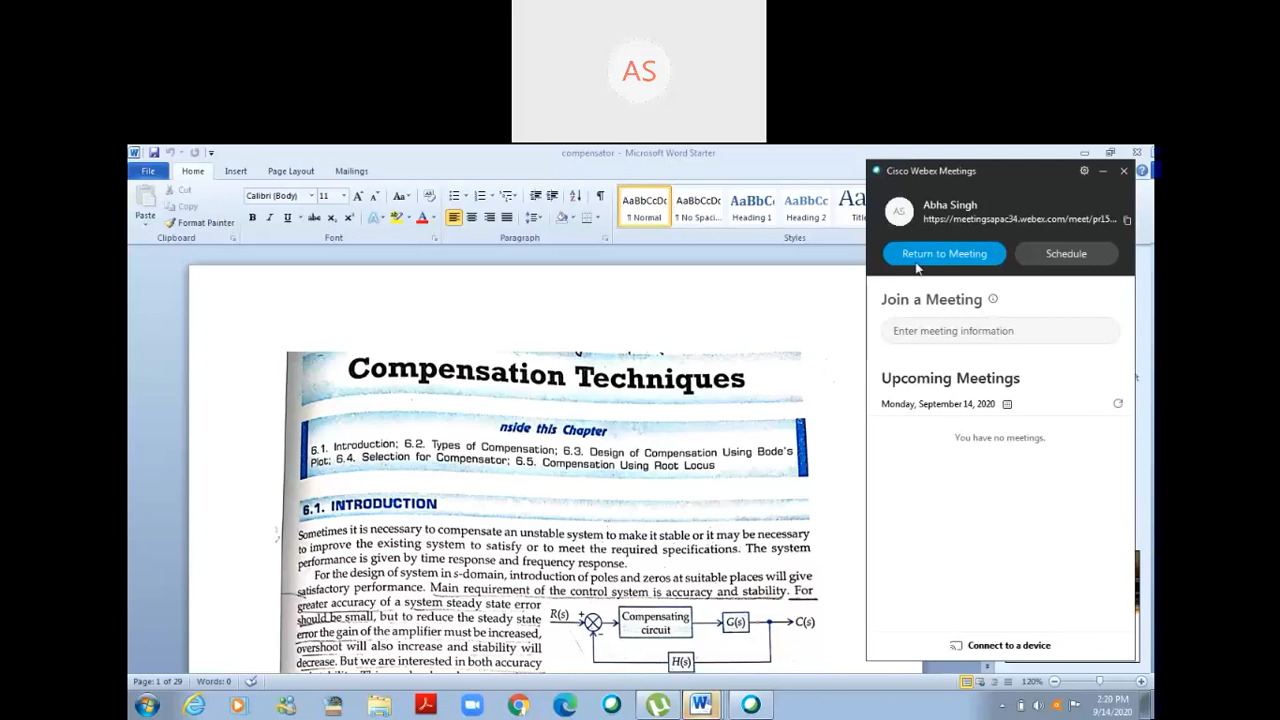 AS
compensator - Microsoft Word Starter
File Home Insert Page Layout Mailings
Paste
Cut
Copy
Format Painter
Calibri (Body) 11
Clipboard Font Paragraph Styles
AaBbCcDc AaBbCcDc AaBbCc AaBbCc
¶ Normal ¶ No Spaci... Heading 1 Heading 2 Title
Cisco Webex Meetings
AS
Abha Singh
https://meetingsapac34.webex.com/meet/pr15...
Return to Meeting Schedule
Join a Meeting
Enter meeting information
Upcoming Meetings
Monday, September 14, 2020
You have no meetings.
Connect to a device
Compensation Techniques
nside this Chapter
6.1. Introduction; 6.2. Types of Compensation; 6.3. Design of Compensation Using Bode's
Plot; 6.4. Selection for Compensator; 6.5. Compensation Using Root Locus
6.1. INTRODUCTION
Sometimes it is necessary to compensate an unstable system to make it stable or it may be necessary
to improve the existing system to satisfy or to meet the required specifications. The system
performance is given by time response and frequency response.
For the design of system in s-domain, introduction of poles and zeros at suitable places will give
satisfactory performance. Main requirement of the control system is accuracy and stability. For
greater accuracy of a system steady state error
should be small, but to reduce the steady state
error the gain of the amplifier must be increased,
overshoot will also increase and stability will
decrease. But we are interested in both accuracy
R(s) + - Compensating circuit G(s) C(s)
H(s)
Page: 1 of 29 Words: 0 120%
2:20 PM
9/14/2020